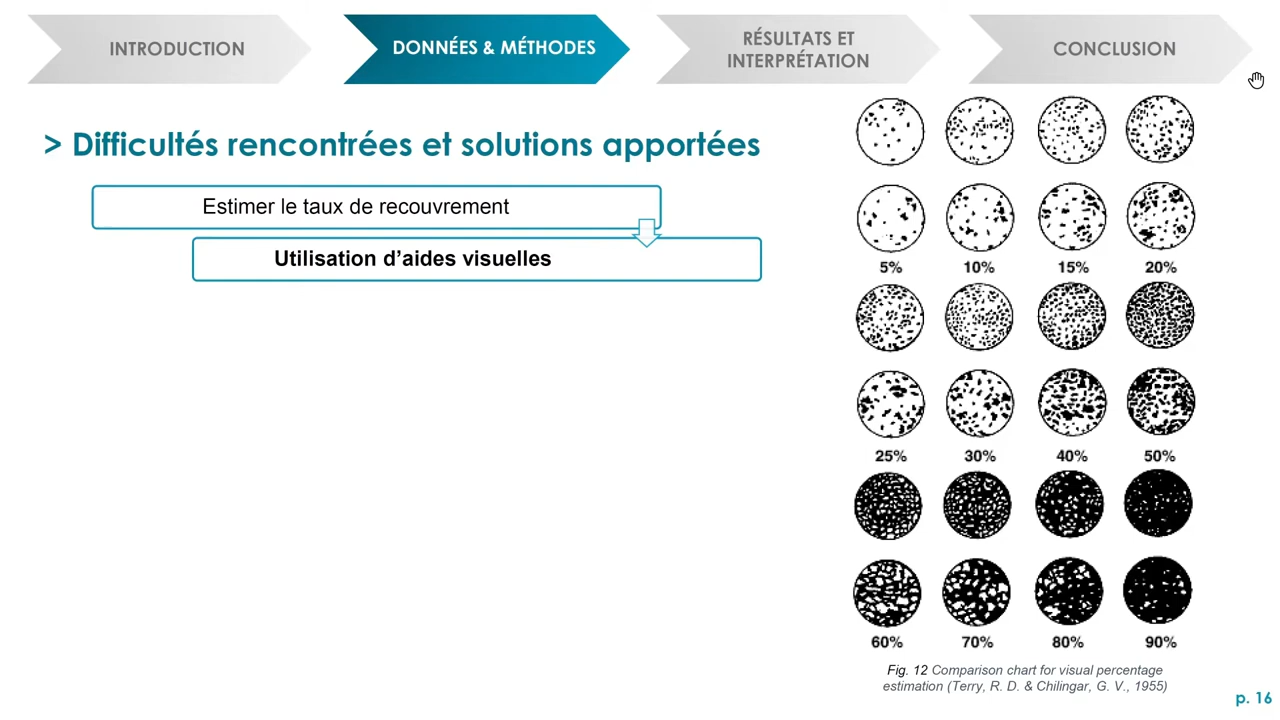 INTRODUCTION
DONNÉES & MÉTHODES
RÉSULTATS ET
INTERPRÉTATION
CONCLUSION
> Difficultés rencontrées et solutions apportées
Estimer le taux de recouvrement
Utilisation d’aides visuelles
5% 10% 15% 20%
25% 30% 40% 50%
60% 70% 80% 90%
Fig. 12 Comparison chart for visual percentage
estimation (Terry, R. D. & Chilingar, G. V., 1955)
p. 16